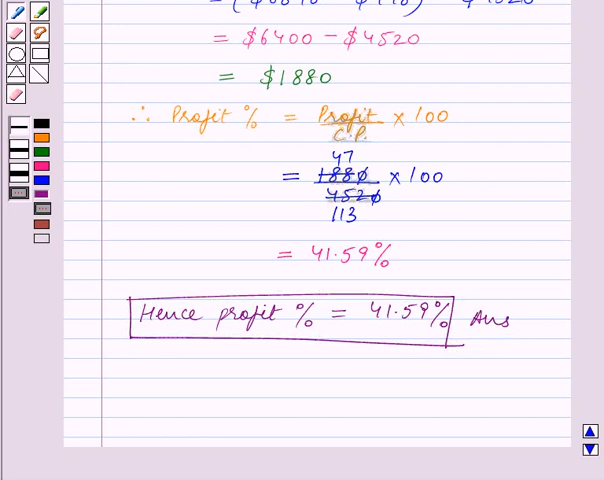 = $6400 − $4520
= $1880
∴ Profit % = Profit/C.P. × 100
47
= 1880/4520 × 100
113
= 41.59%
Hence profit % = 41.59% Ans